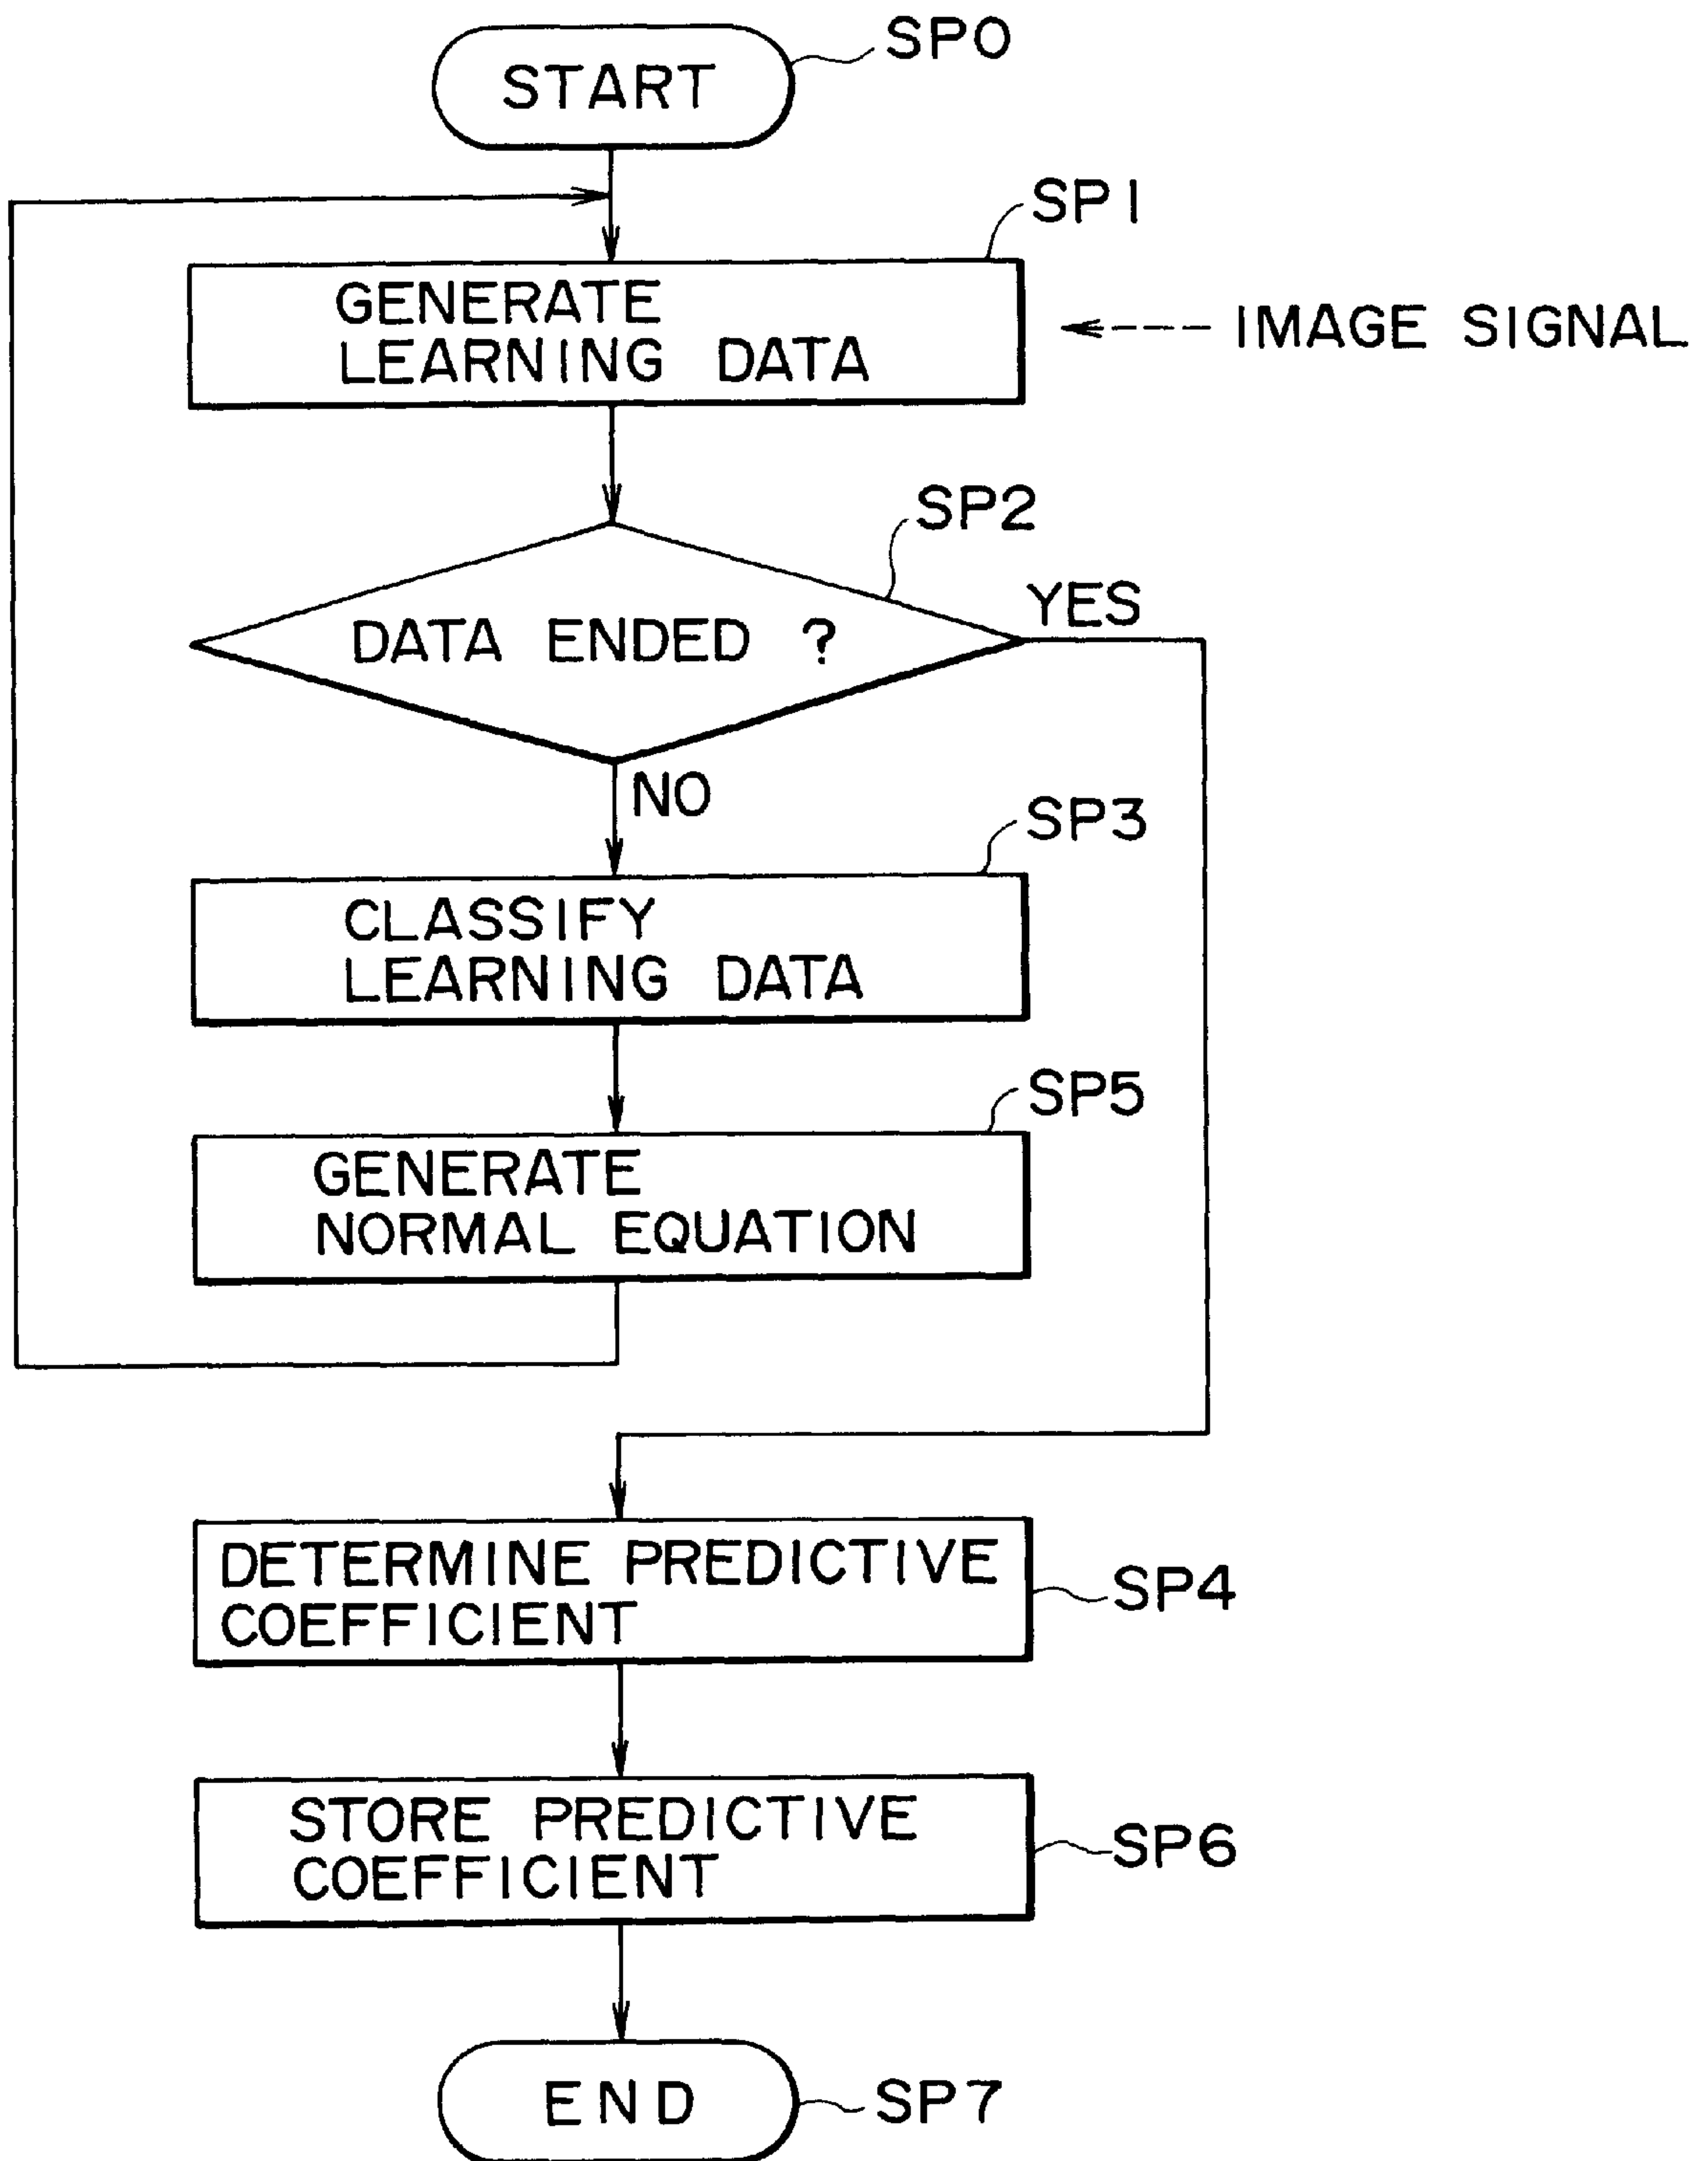 SP0
START
SP1
GENERATE
LEARNING DATA
IMAGE SIGNAL
SP2
YES
DATA ENDED ?
NO
SP3
CLASSIFY
LEARNING DATA
SP5
GENERATE
NORMAL EQUATION
DETERMINE PREDICTIVE
COEFFICIENT
SP4
STORE PREDICTIVE
COEFFICIENT
SP6
END
SP7